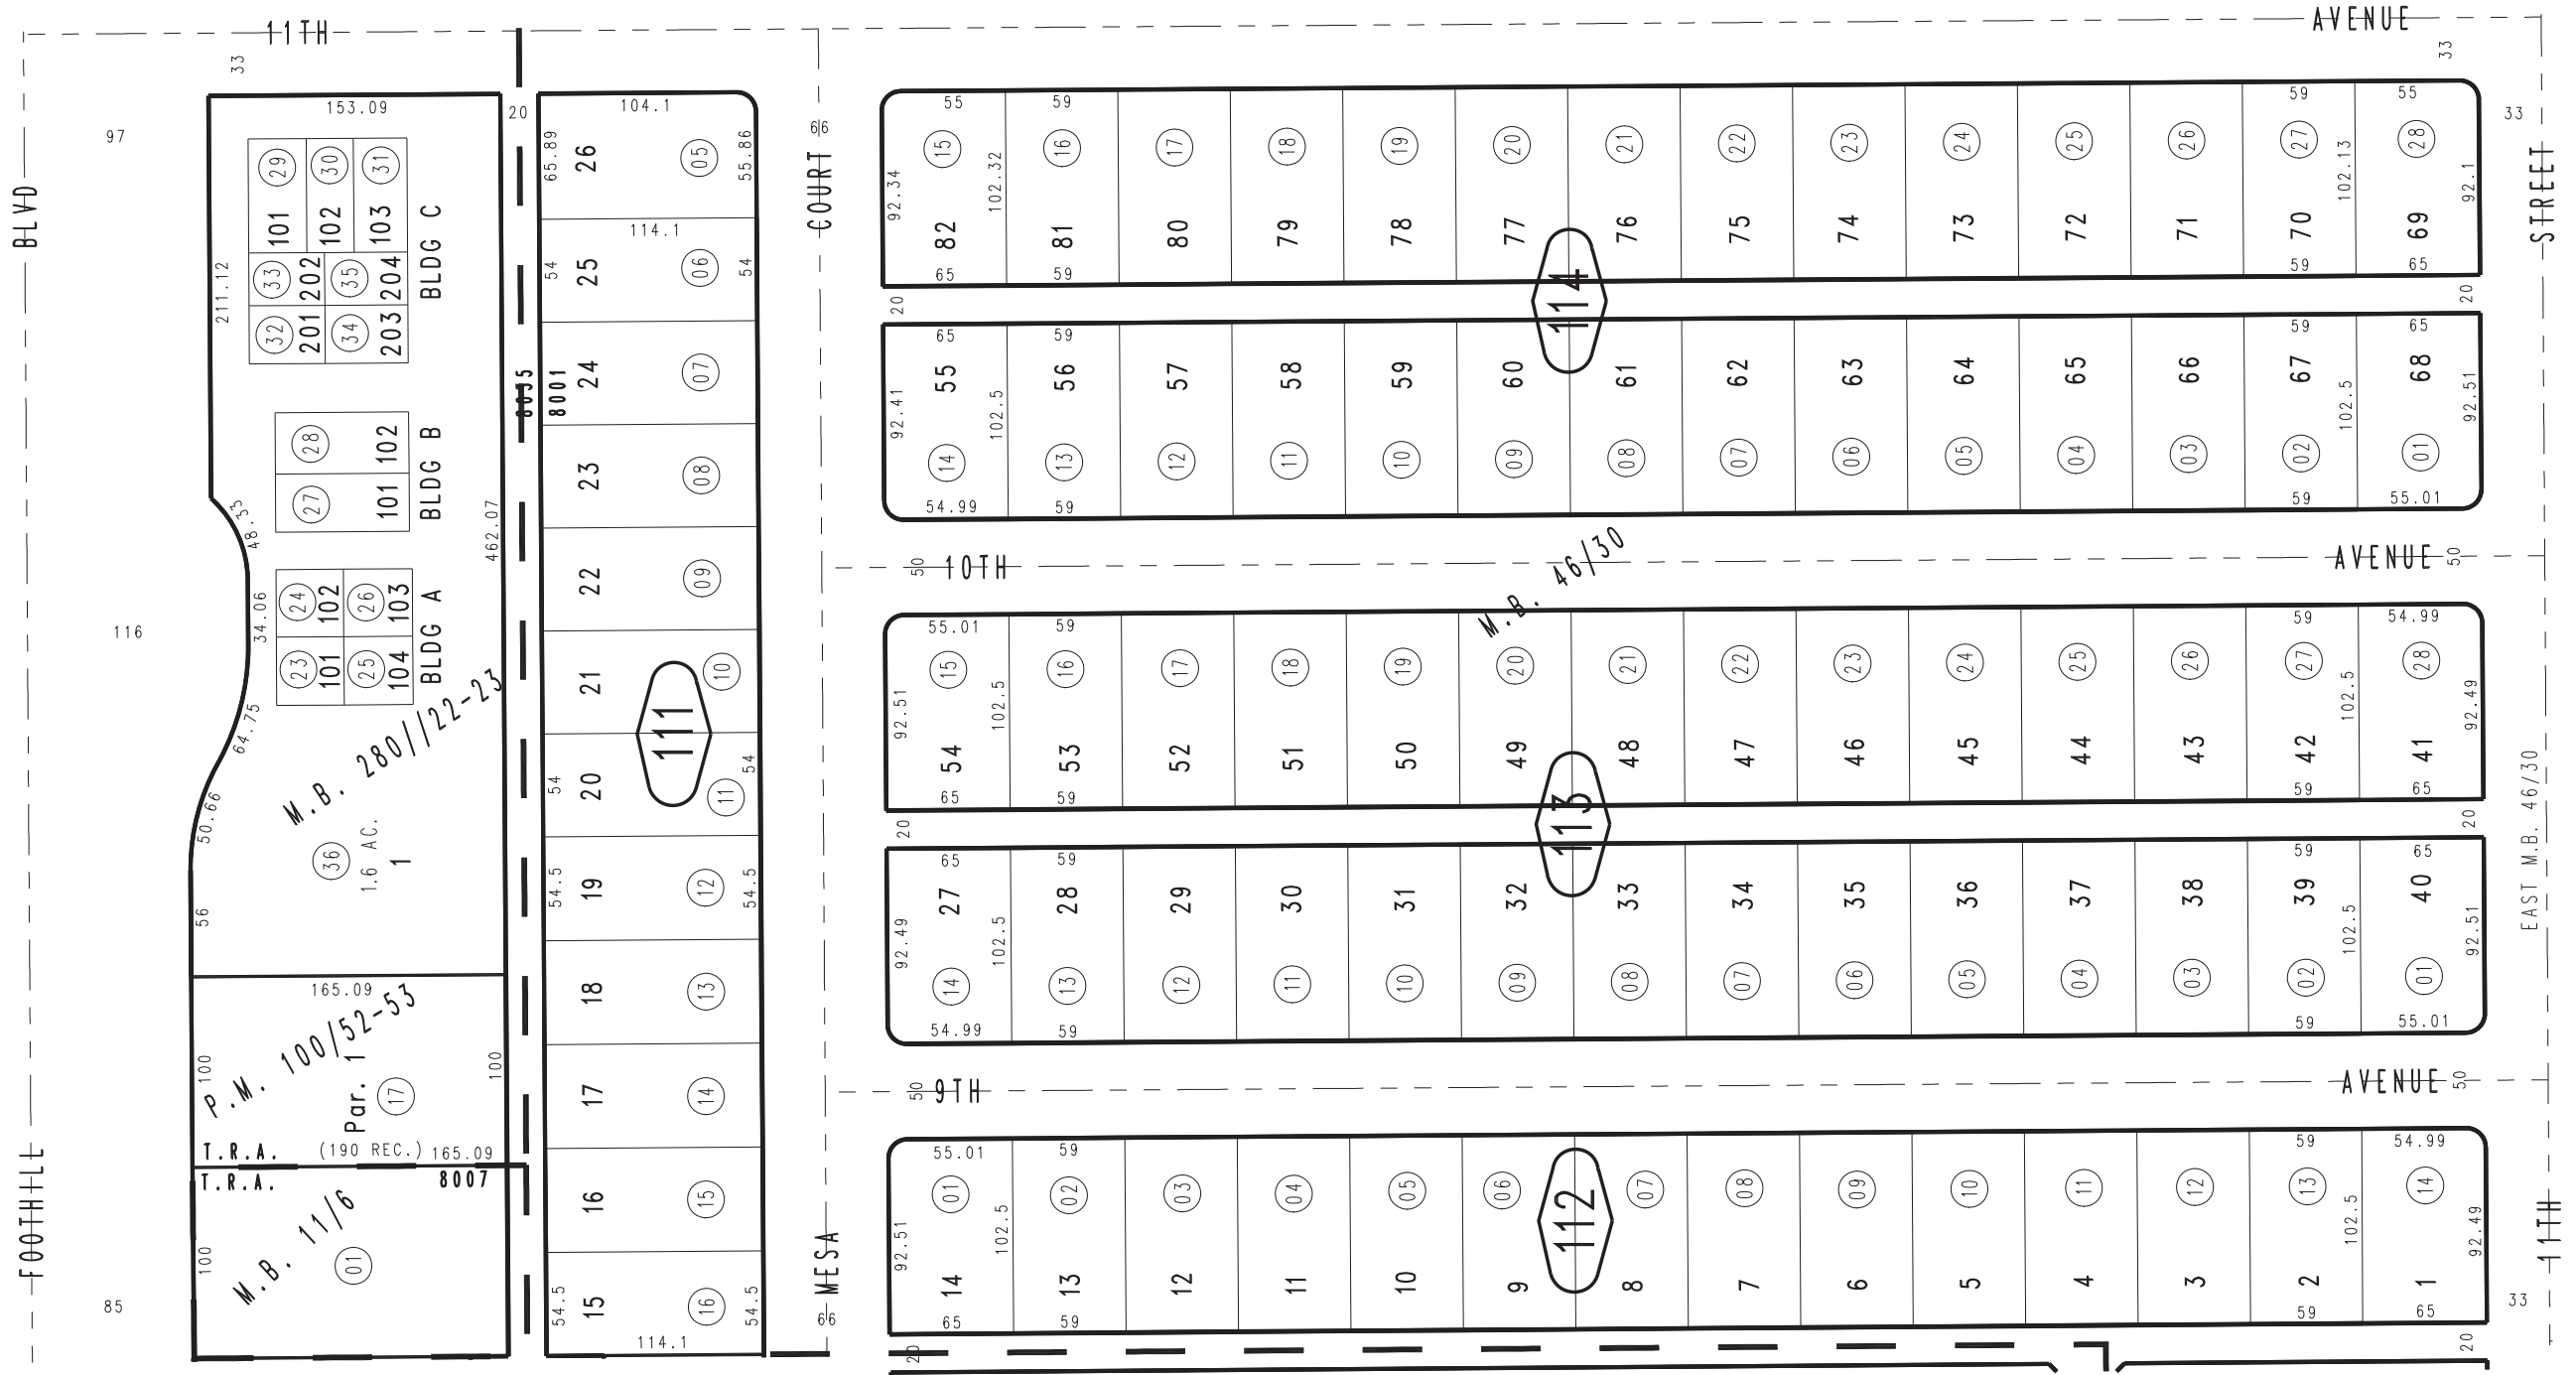 11TH AVENUE
33 33
153.09 20 104.1
97 66 33
BLVD COURT STREET
29 30 31
101 102 103
33 202 35 204
32 201 34 203
BLDG C
211.12
28 102
27 101
BLDG B
48.33
462.07
24 102 26 103
23 101 25 104
BLDG A
34.06
116
64.75
M.B. 280//22-23
50.66
36
1.6 AC.
1
56
165.09
P.M. 100/52-53
100 100
Par. 1
17
T.R.A. (190 REC.) 165.09
T.R.A. 8007
M.B. 11/6
100
01
85
FOOTHILL
8035 8001
65.89 26 05 55.86
114.1
54 25 06 54
24 07
23 08
22 09
21 10
111
54 20 11 54
54.5 19 12 54.5
18 13
17 14
16 15
54.5 15 16 54.5
114.1
MESA
66
55 59 59 55
15 16 17 18 19 20 21 22 23 24 25 26 27 28
92.34 102.32 102.13 92.1
82 81 80 79 78 77 76 75 74 73 72 71 70 69
65 59 59 65
20 114 20
65 59 59 65
55 56 57 58 59 60 61 62 63 64 65 66 67 68
92.41 102.5 102.5 92.51
14 13 12 11 10 09 08 07 06 05 04 03 02 01
54.99 59 59 55.01
50 10TH M.B. 46/30 AVENUE 50
55.01 59 59 54.99
15 16 17 18 19 20 21 22 23 24 25 26 27 28
92.51 102.5 102.5 92.49
54 53 52 51 50 49 48 47 46 45 44 43 42 41
65 59 59 65
20 113 20
EAST M.B. 46/30
65 59 59 65
27 28 29 30 31 32 33 34 35 36 37 38 39 40
92.49 102.5 102.5 92.51
14 13 12 11 10 09 08 07 06 05 04 03 02 01
54.99 59 59 55.01
50 9TH AVENUE 50
55.01 59 59 54.99
01 02 03 04 05 06 07 08 09 10 11 12 13 14
92.51 102.5 112 102.5 92.49
14 13 12 11 10 9 8 7 6 5 4 3 2 1
65 59 59 65
11TH
33
20 20